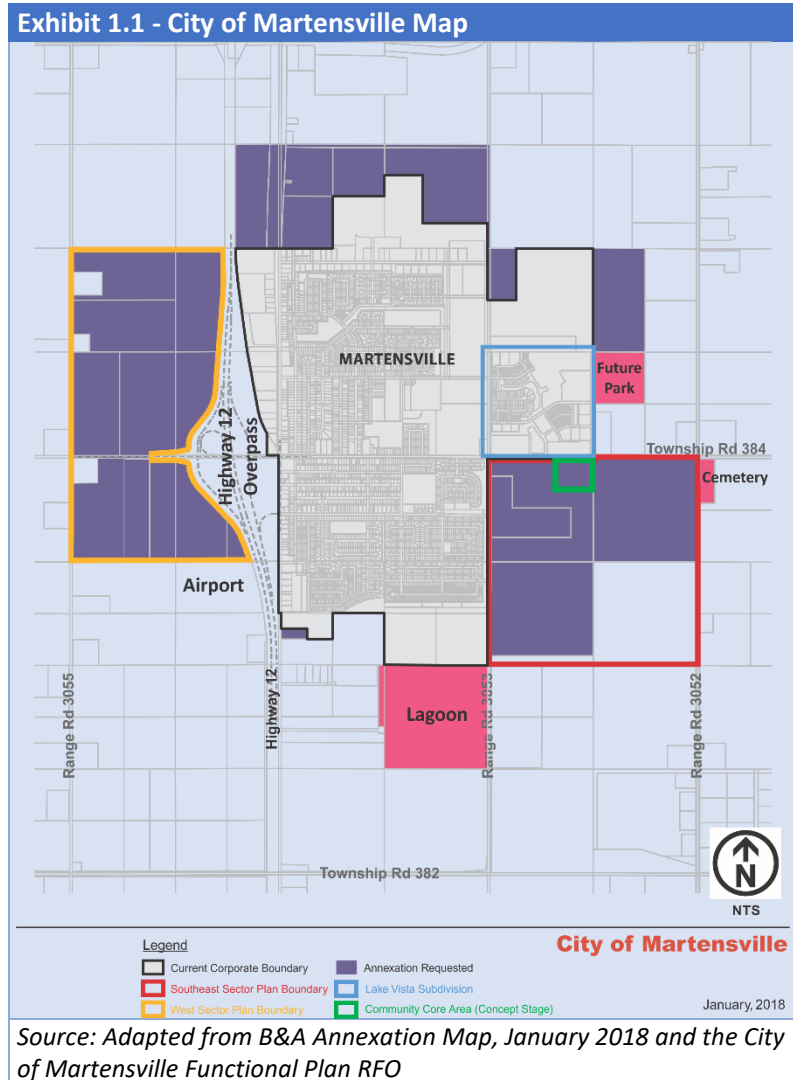 Exhibit 1.1 - City of Martensville Map
MARTENSVILLE
Future
Park
Highway 12
Overpass
Township Rd 384
Cemetery
Airport
Range Rd 3055
Highway 12
Lagoon
Range Rd 3053
Range Rd 3052
Township Rd 382
N
NTS
City of Martensville
Legend
Current Corporate Boundary
Annexation Requested
Southeast Sector Plan Boundary
Lake Vista Subdivision
West Sector Plan Boundary
Community Core Area (Concept Stage)
January, 2018
Source: Adapted from B&A Annexation Map, January 2018 and the City
of Martensville Functional Plan RFO